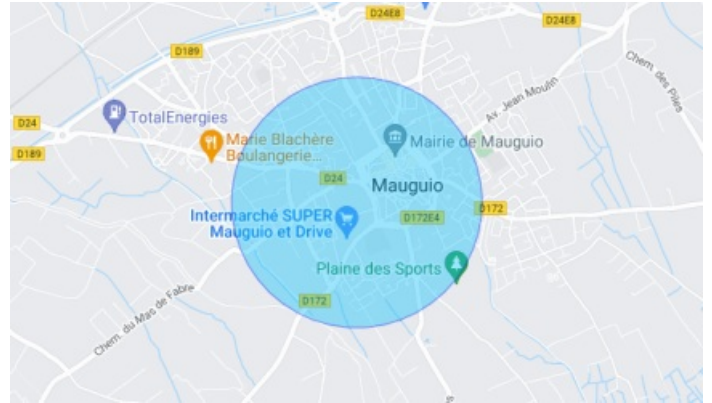 D24E8
D24E8
D189
Chem. des Piles
Av. Jean Moulin
TotalEnergies
D24
D189
Marie Blachère
Boulangerie...
Mairie de Mauguio
D24
Mauguio
Intermarché SUPER
Mauguio et Drive
D172E4
D172
Plaine des Sports
D172
Chem. du Mas de Fabre